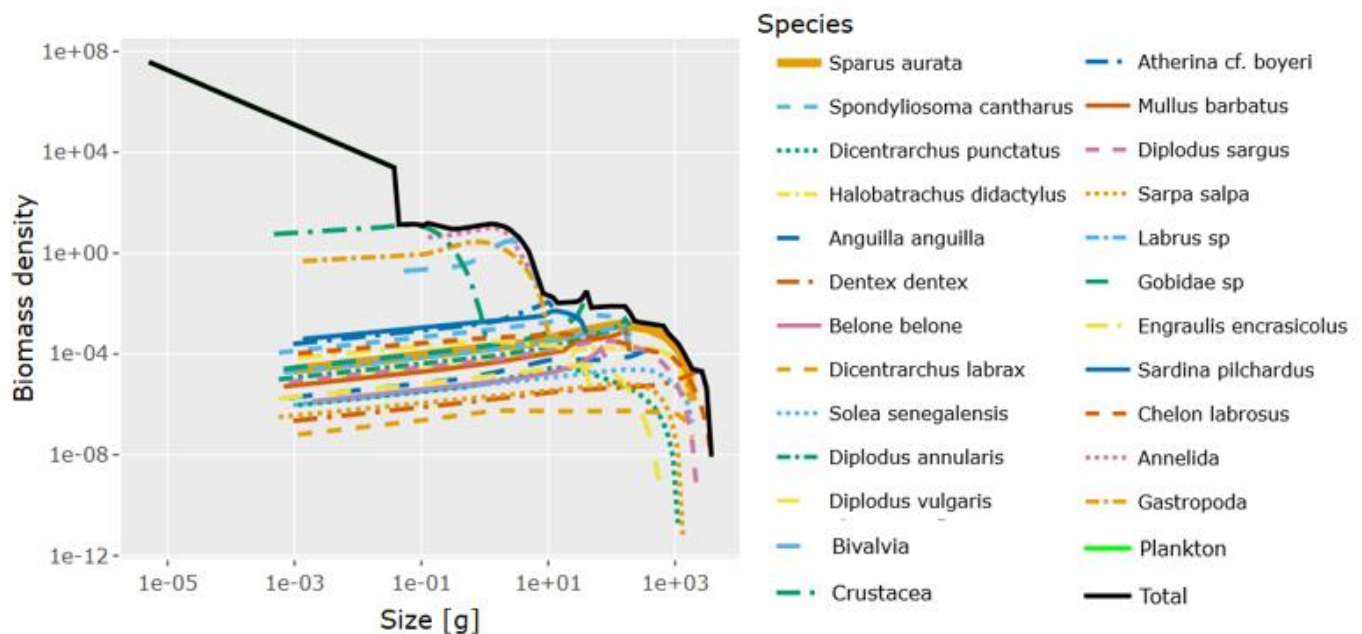 Species
1e+08
1e+04
1e+00
1e-04
1e-08
1e-12
Biomass density
1e-05 1e-03 1e-01 1e+01 1e+03
Size [g]
Sparus aurata
Spondyliosoma cantharus
Dicentrarchus punctatus
Halobatrachus didactylus
Anguilla anguilla
Dentex dentex
Belone belone
Dicentrarchus labrax
Solea senegalensis
Diplodus annularis
Diplodus vulgaris
Bivalvia
Crustacea
Atherina cf. boyeri
Mullus barbatus
Diplodus sargus
Sarpa salpa
Labrus sp
Gobidae sp
Engraulis encrasicolus
Sardina pilchardus
Chelon labrosus
Annelida
Gastropoda
Plankton
Total